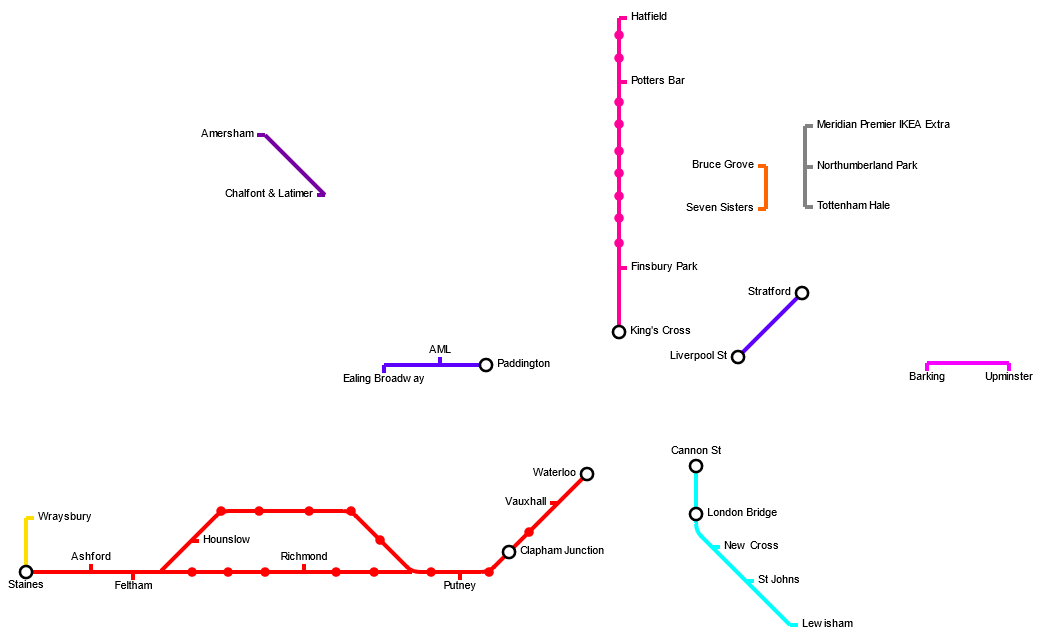 Hatfield
Potters Bar
Amersham
Meridian Premier IKEA Extra
Bruce Grove
Northumberland Park
Chalfont & Latimer
Seven Sisters
Tottenham Hale
Finsbury Park
Stratford
King's Cross
Liverpool St
AML
Paddington
Ealing Broadway
Barking
Upminster
Cannon St
Waterloo
Vauxhall
London Bridge
Wraysbury
Hounslow
New Cross
Ashford
Richmond
Clapham Junction
St Johns
Staines
Feltham
Putney
Lewisham